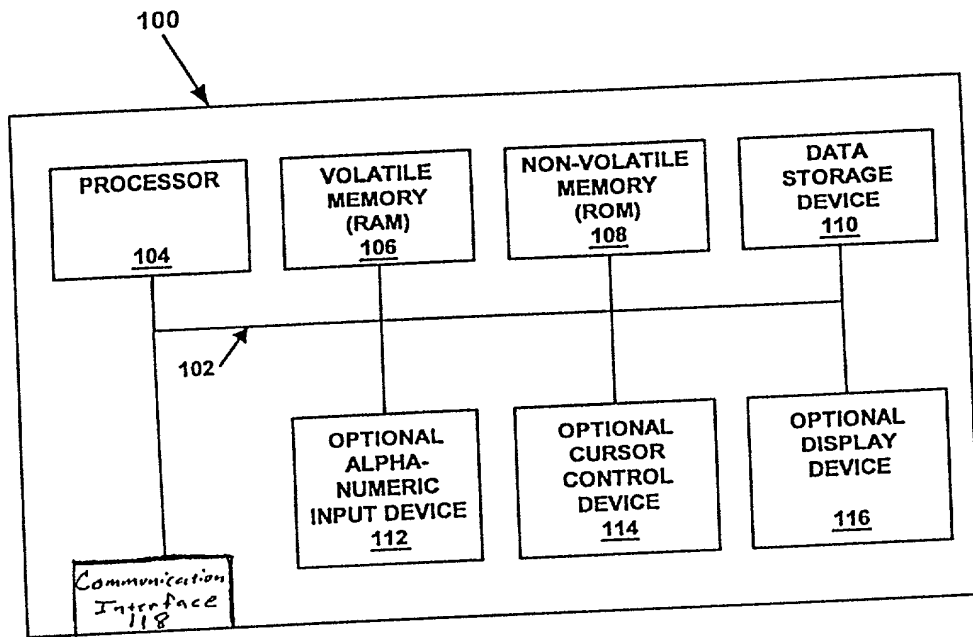 100
PROCESSOR
104
VOLATILE
MEMORY
(RAM)
106
NON-VOLATILE
MEMORY
(ROM)
108
DATA
STORAGE
DEVICE
110
102
OPTIONAL
ALPHA-
NUMERIC
INPUT DEVICE
112
OPTIONAL
CURSOR
CONTROL
DEVICE
114
OPTIONAL
DISPLAY
DEVICE
116
Communication
Interface
118